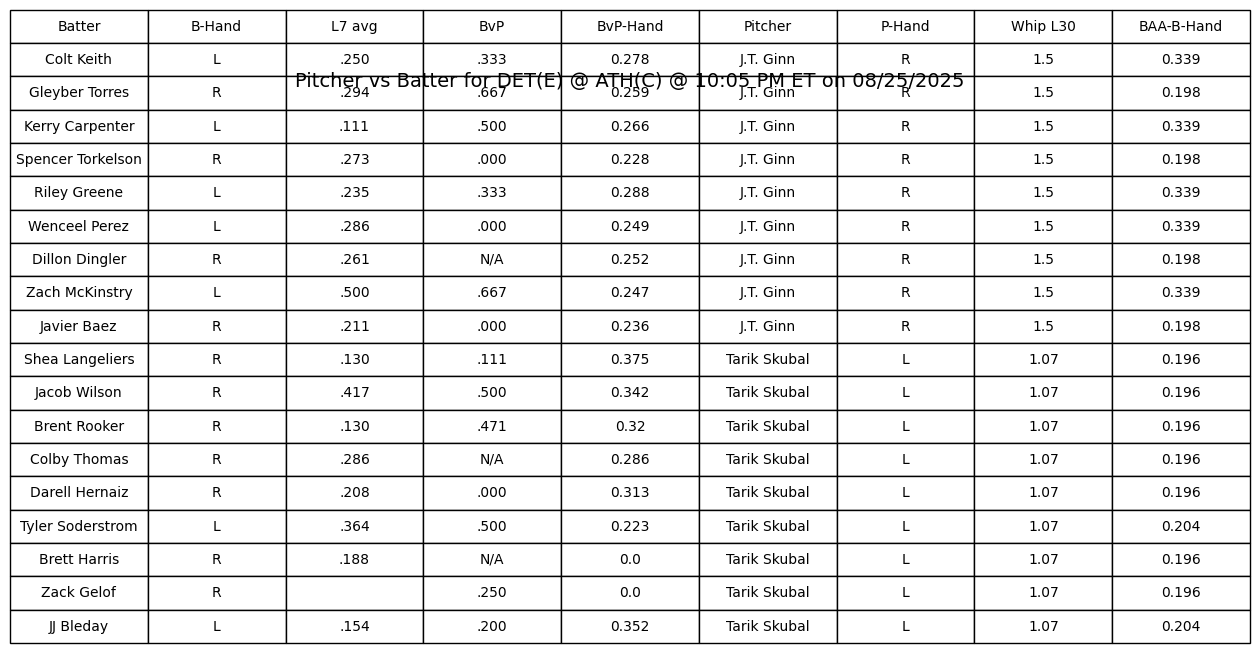 Batter B-Hand L7 avg BvP BvP-Hand Pitcher P-Hand Whip L30 BAA-B-Hand
Colt Keith L .250 .333 0.278 J.T. Ginn R 1.5 0.339
Pitcher vs Batter for DET(E) @ ATH(C) @ 10:05 PM ET on 08/25/2025
Gleyber Torres R .294 .667 0.259 J.T. Ginn R 1.5 0.198
Kerry Carpenter L .111 .500 0.266 J.T. Ginn R 1.5 0.339
Spencer Torkelson R .273 .000 0.228 J.T. Ginn R 1.5 0.198
Riley Greene L .235 .333 0.288 J.T. Ginn R 1.5 0.339
Wenceel Perez L .286 .000 0.249 J.T. Ginn R 1.5 0.339
Dillon Dingler R .261 N/A 0.252 J.T. Ginn R 1.5 0.198
Zach McKinstry L .500 .667 0.247 J.T. Ginn R 1.5 0.339
Javier Baez R .211 .000 0.236 J.T. Ginn R 1.5 0.198
Shea Langeliers R .130 .111 0.375 Tarik Skubal L 1.07 0.196
Jacob Wilson R .417 .500 0.342 Tarik Skubal L 1.07 0.196
Brent Rooker R .130 .471 0.32 Tarik Skubal L 1.07 0.196
Colby Thomas R .286 N/A 0.286 Tarik Skubal L 1.07 0.196
Darell Hernaiz R .208 .000 0.313 Tarik Skubal L 1.07 0.196
Tyler Soderstrom L .364 .500 0.223 Tarik Skubal L 1.07 0.204
Brett Harris R .188 N/A 0.0 Tarik Skubal L 1.07 0.196
Zack Gelof R .250 0.0 Tarik Skubal L 1.07 0.196
JJ Bleday L .154 .200 0.352 Tarik Skubal L 1.07 0.204